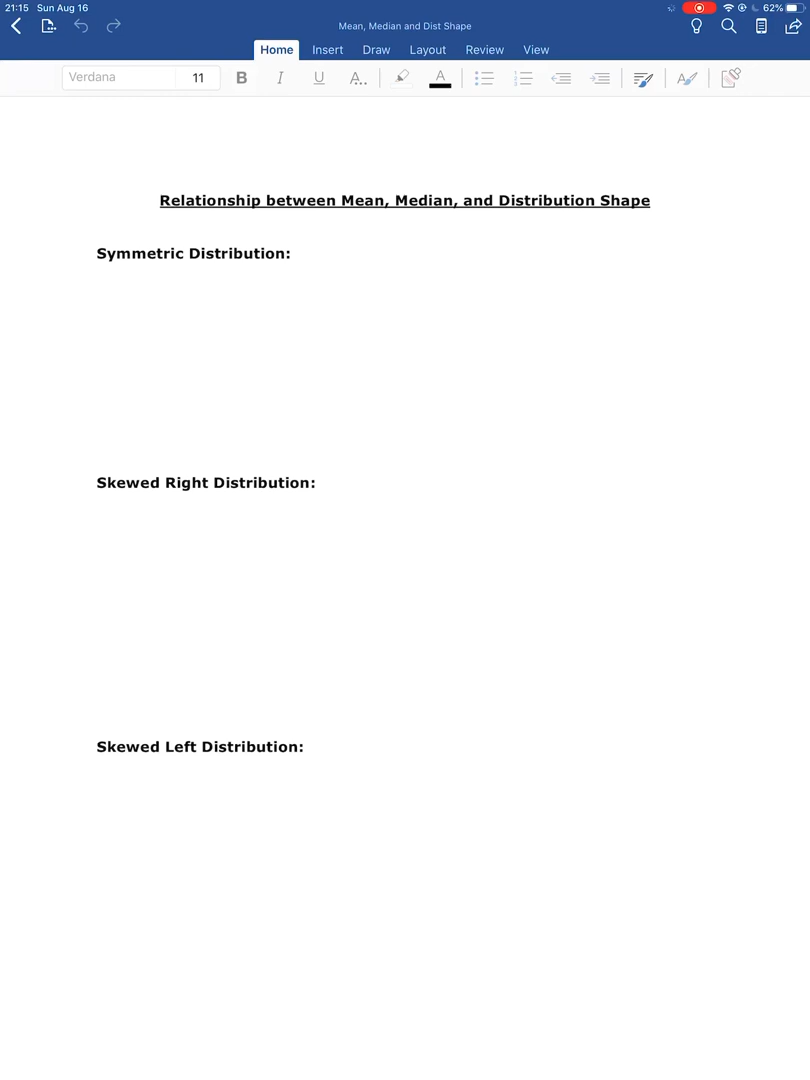 21:15 Sun Aug 16
62%
Mean, Median and Dist Shape
Home Insert Draw Layout Review View
Verdana 11 B I U A.. A
Relationship between Mean, Median, and Distribution Shape
Symmetric Distribution:
Skewed Right Distribution:
Skewed Left Distribution: